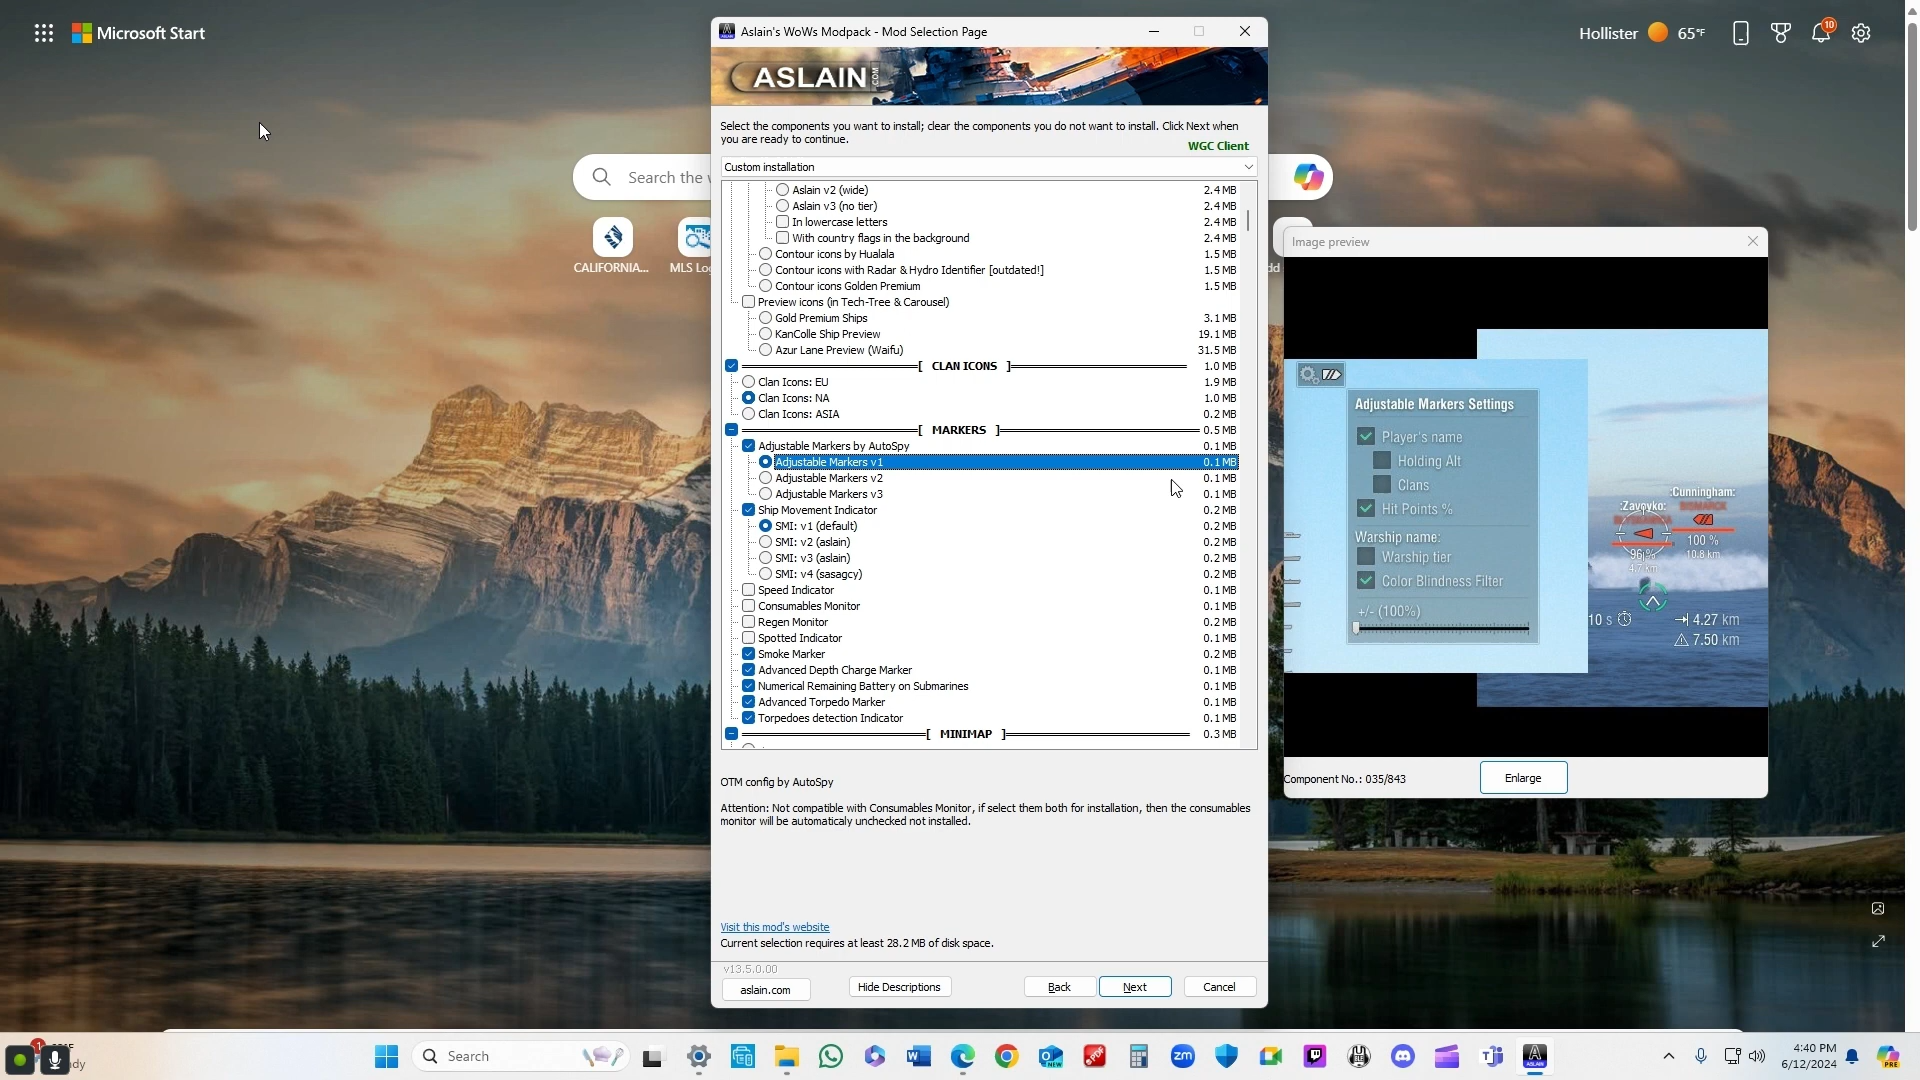 Microsoft Start
Hollister
65°F
10
Search the w
CALIFORNIA...
MLS Log
dd
Aslain's WoWs Modpack - Mod Selection Page
ASLAIN.COM
Select the components you want to install; clear the components you do not want to install. Click Next when
you are ready to continue.
WGC Client
Custom installation
Aslain v2 (wide) 2.4 MB
Aslain v3 (no tier) 2.4 MB
In lowercase letters 2.4 MB
With country flags in the background 2.4 MB
Contour icons by Hualala 1.5 MB
Contour icons with Radar & Hydro Identifier [outdated!] 1.5 MB
Contour icons Golden Premium 1.5 MB
Preview icons (in Tech-Tree & Carousel)
Gold Premium Ships 3.1 MB
KanColle Ship Preview 19.1 MB
Azur Lane Preview (Waifu) 31.5 MB
[ CLAN ICONS ] 1.0 MB
Clan Icons: EU 1.9 MB
Clan Icons: NA 1.0 MB
Clan Icons: ASIA 0.2 MB
[ MARKERS ] 0.5 MB
Adjustable Markers by AutoSpy 0.1 MB
Adjustable Markers v1 0.1 MB
Adjustable Markers v2 0.1 MB
Adjustable Markers v3 0.1 MB
Ship Movement Indicator 0.2 MB
SMI: v1 (default) 0.2 MB
SMI: v2 (aslain) 0.2 MB
SMI: v3 (aslain) 0.2 MB
SMI: v4 (sasagcy) 0.2 MB
Speed Indicator 0.1 MB
Consumables Monitor 0.1 MB
Regen Monitor 0.2 MB
Spotted Indicator 0.1 MB
Smoke Marker 0.2 MB
Advanced Depth Charge Marker 0.1 MB
Numerical Remaining Battery on Submarines 0.1 MB
Advanced Torpedo Marker 0.1 MB
Torpedoes detection Indicator 0.1 MB
[ MINIMAP ] 0.3 MB
OTM config by AutoSpy
Attention: Not compatible with Consumables Monitor, if select them both for installation, then the consumables
monitor will be automaticaly unchecked not installed.
Visit this mod's website
Current selection requires at least 28.2 MB of disk space.
v13.5.0.00
aslain.com
Hide Descriptions
Back
Next
Cancel
Image preview
Adjustable Markers Settings
Player's name
Holding Alt
Clans
Hit Points %
Warship name:
Warship tier
Color Blindness Filter
+/- (100%)
:Cunningham:
BISMARCK
100 %
10.8 km
:Zavoyko:
96 %
4.7 km
10 s
4.27 km
7.50 km
Component No.: 035/843
Enlarge
1
Search
4:40 PM
6/12/2024